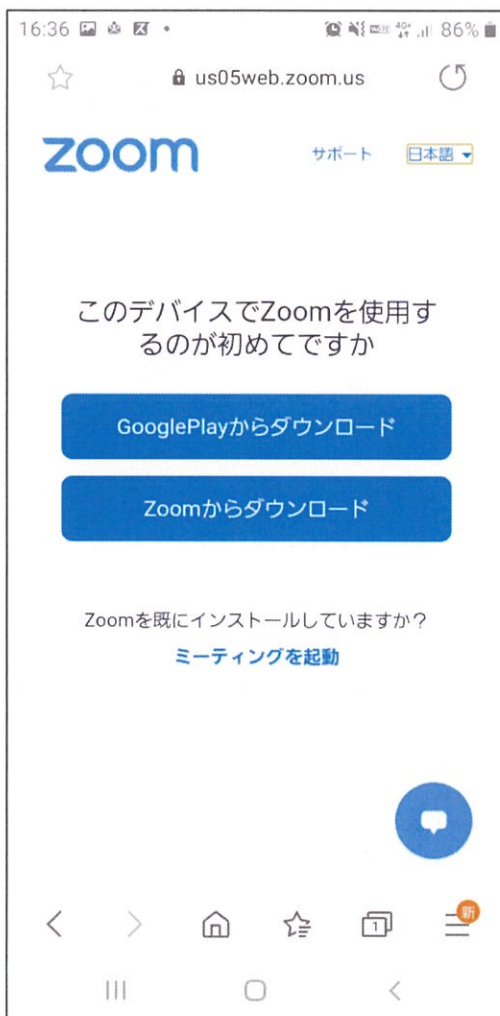 16:36
86%
us05web.zoom.us
zoom
サポート
日本語
このデバイスでZoomを使用す
るのが初めてですか
GooglePlayからダウンロード
Zoomからダウンロード
Zoomを既にインストールしていますか？
ミーティングを起動
1
新